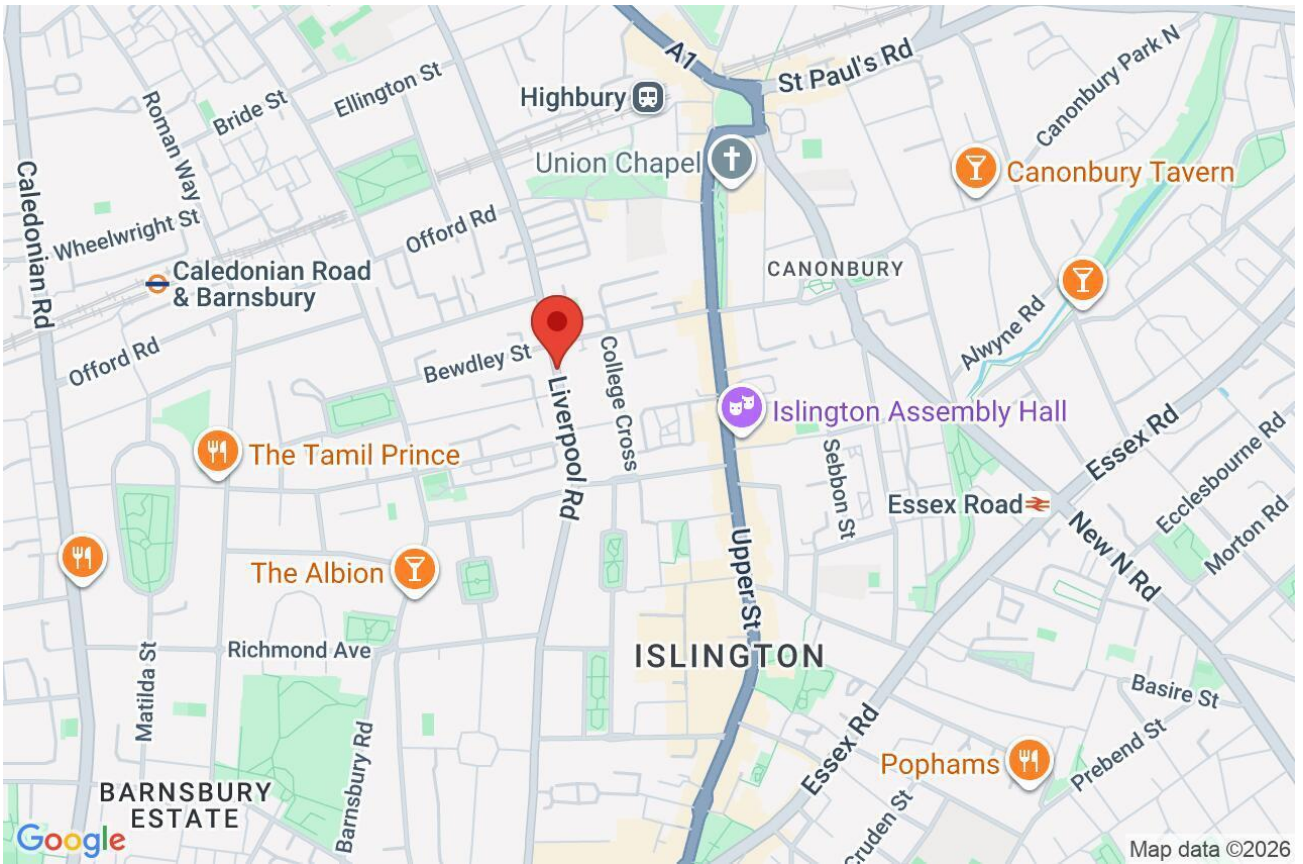 A1
St Paul's Rd
Canonbury Park N
Ellington St
Highbury
Bride St
Roman Way
Union Chapel
Canonbury Tavern
Caledonian Rd
Wheelwright St
Offord Rd
Caledonian Road
& Barnsbury
CANONBURY
Offord Rd
Bewdley St
College Cross
Alwyne Rd
Liverpool Rd
Islington Assembly Hall
The Tamil Prince
Sebbon St
Essex Rd
Ecclesbourne Rd
Essex Road
Morton Rd
New N Rd
The Albion
Upper St
Richmond Ave
ISLINGTON
Matilda St
Basire St
Barnsbury Rd
Essex Rd
Prebend St
Pophams
BARNSBURY
ESTATE
Cruden St
Google
Map data ©2026